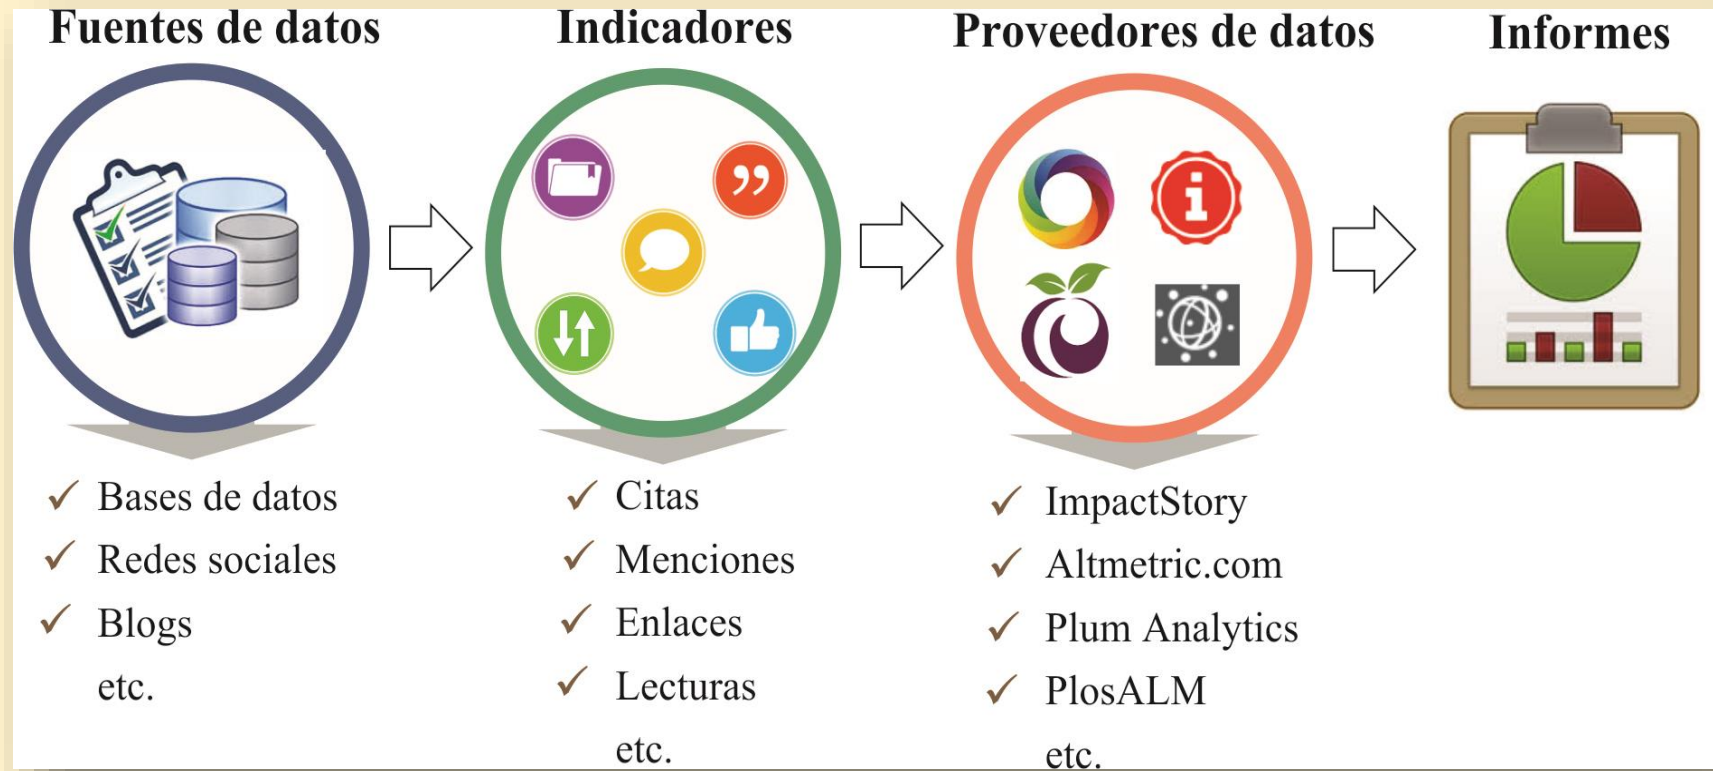 Fuentes de datos
Indicadores
Proveedores de datos
Informes
Bases de datos
Redes sociales
Blogs
etc.
Citas
Menciones
Enlaces
Lecturas
etc.
ImpactStory
Altmetric.com
Plum Analytics
PlosALM
etc.